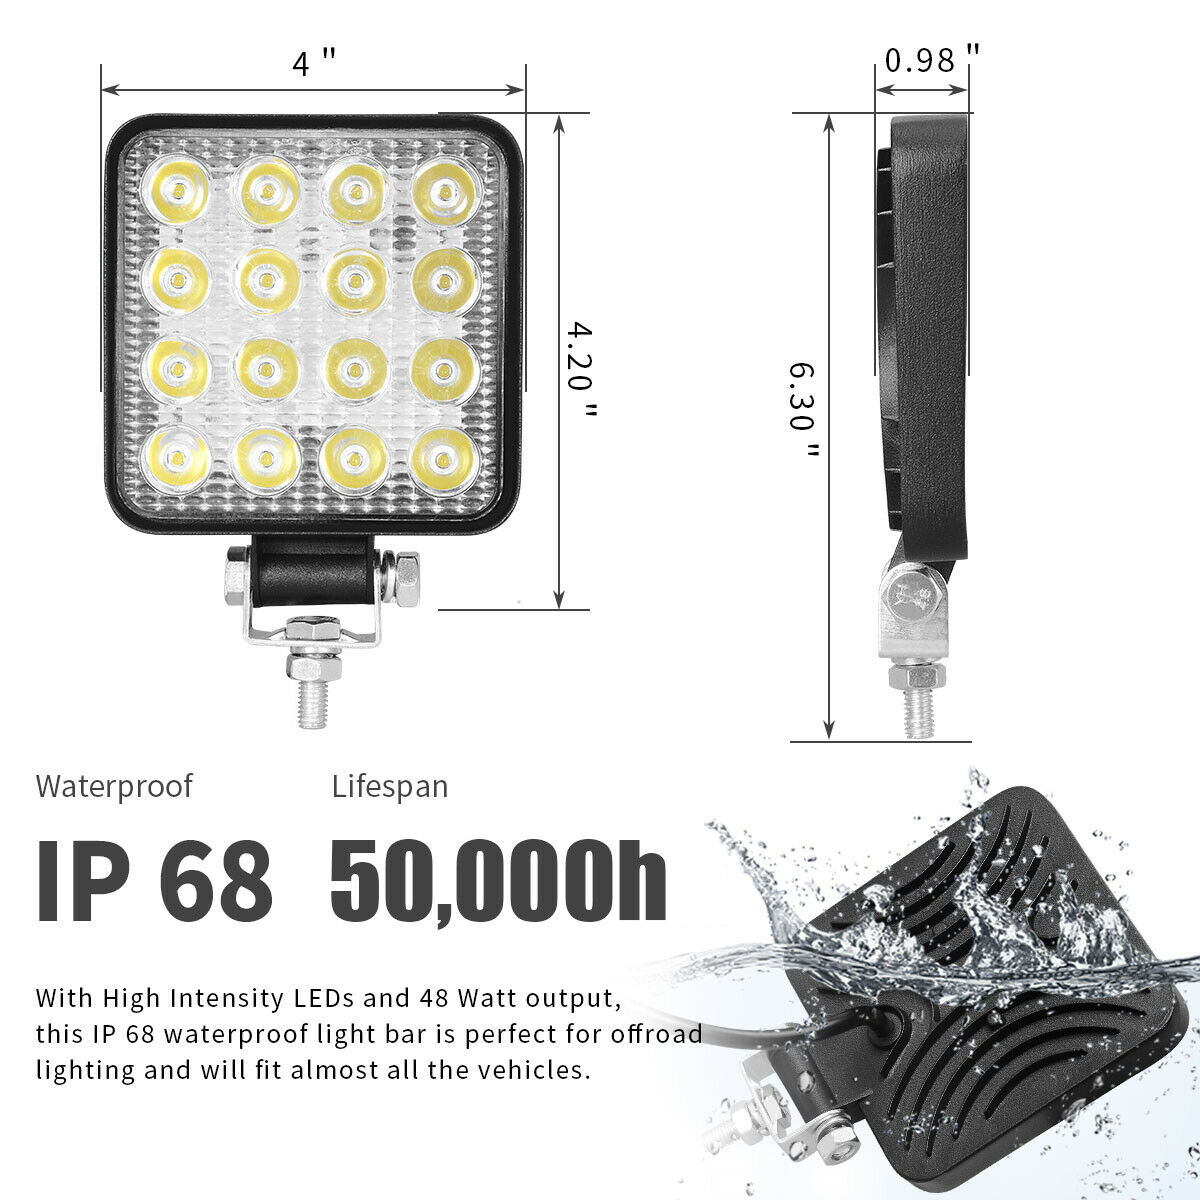 4 "
0.98 "
4.20 "
6.30 "
Waterproof
Lifespan
IP 68
50,000h
With High Intensity LEDs and 48 Watt output,
this IP 68 waterproof light bar is perfect for offroad
lighting and will fit almost all the vehicles.